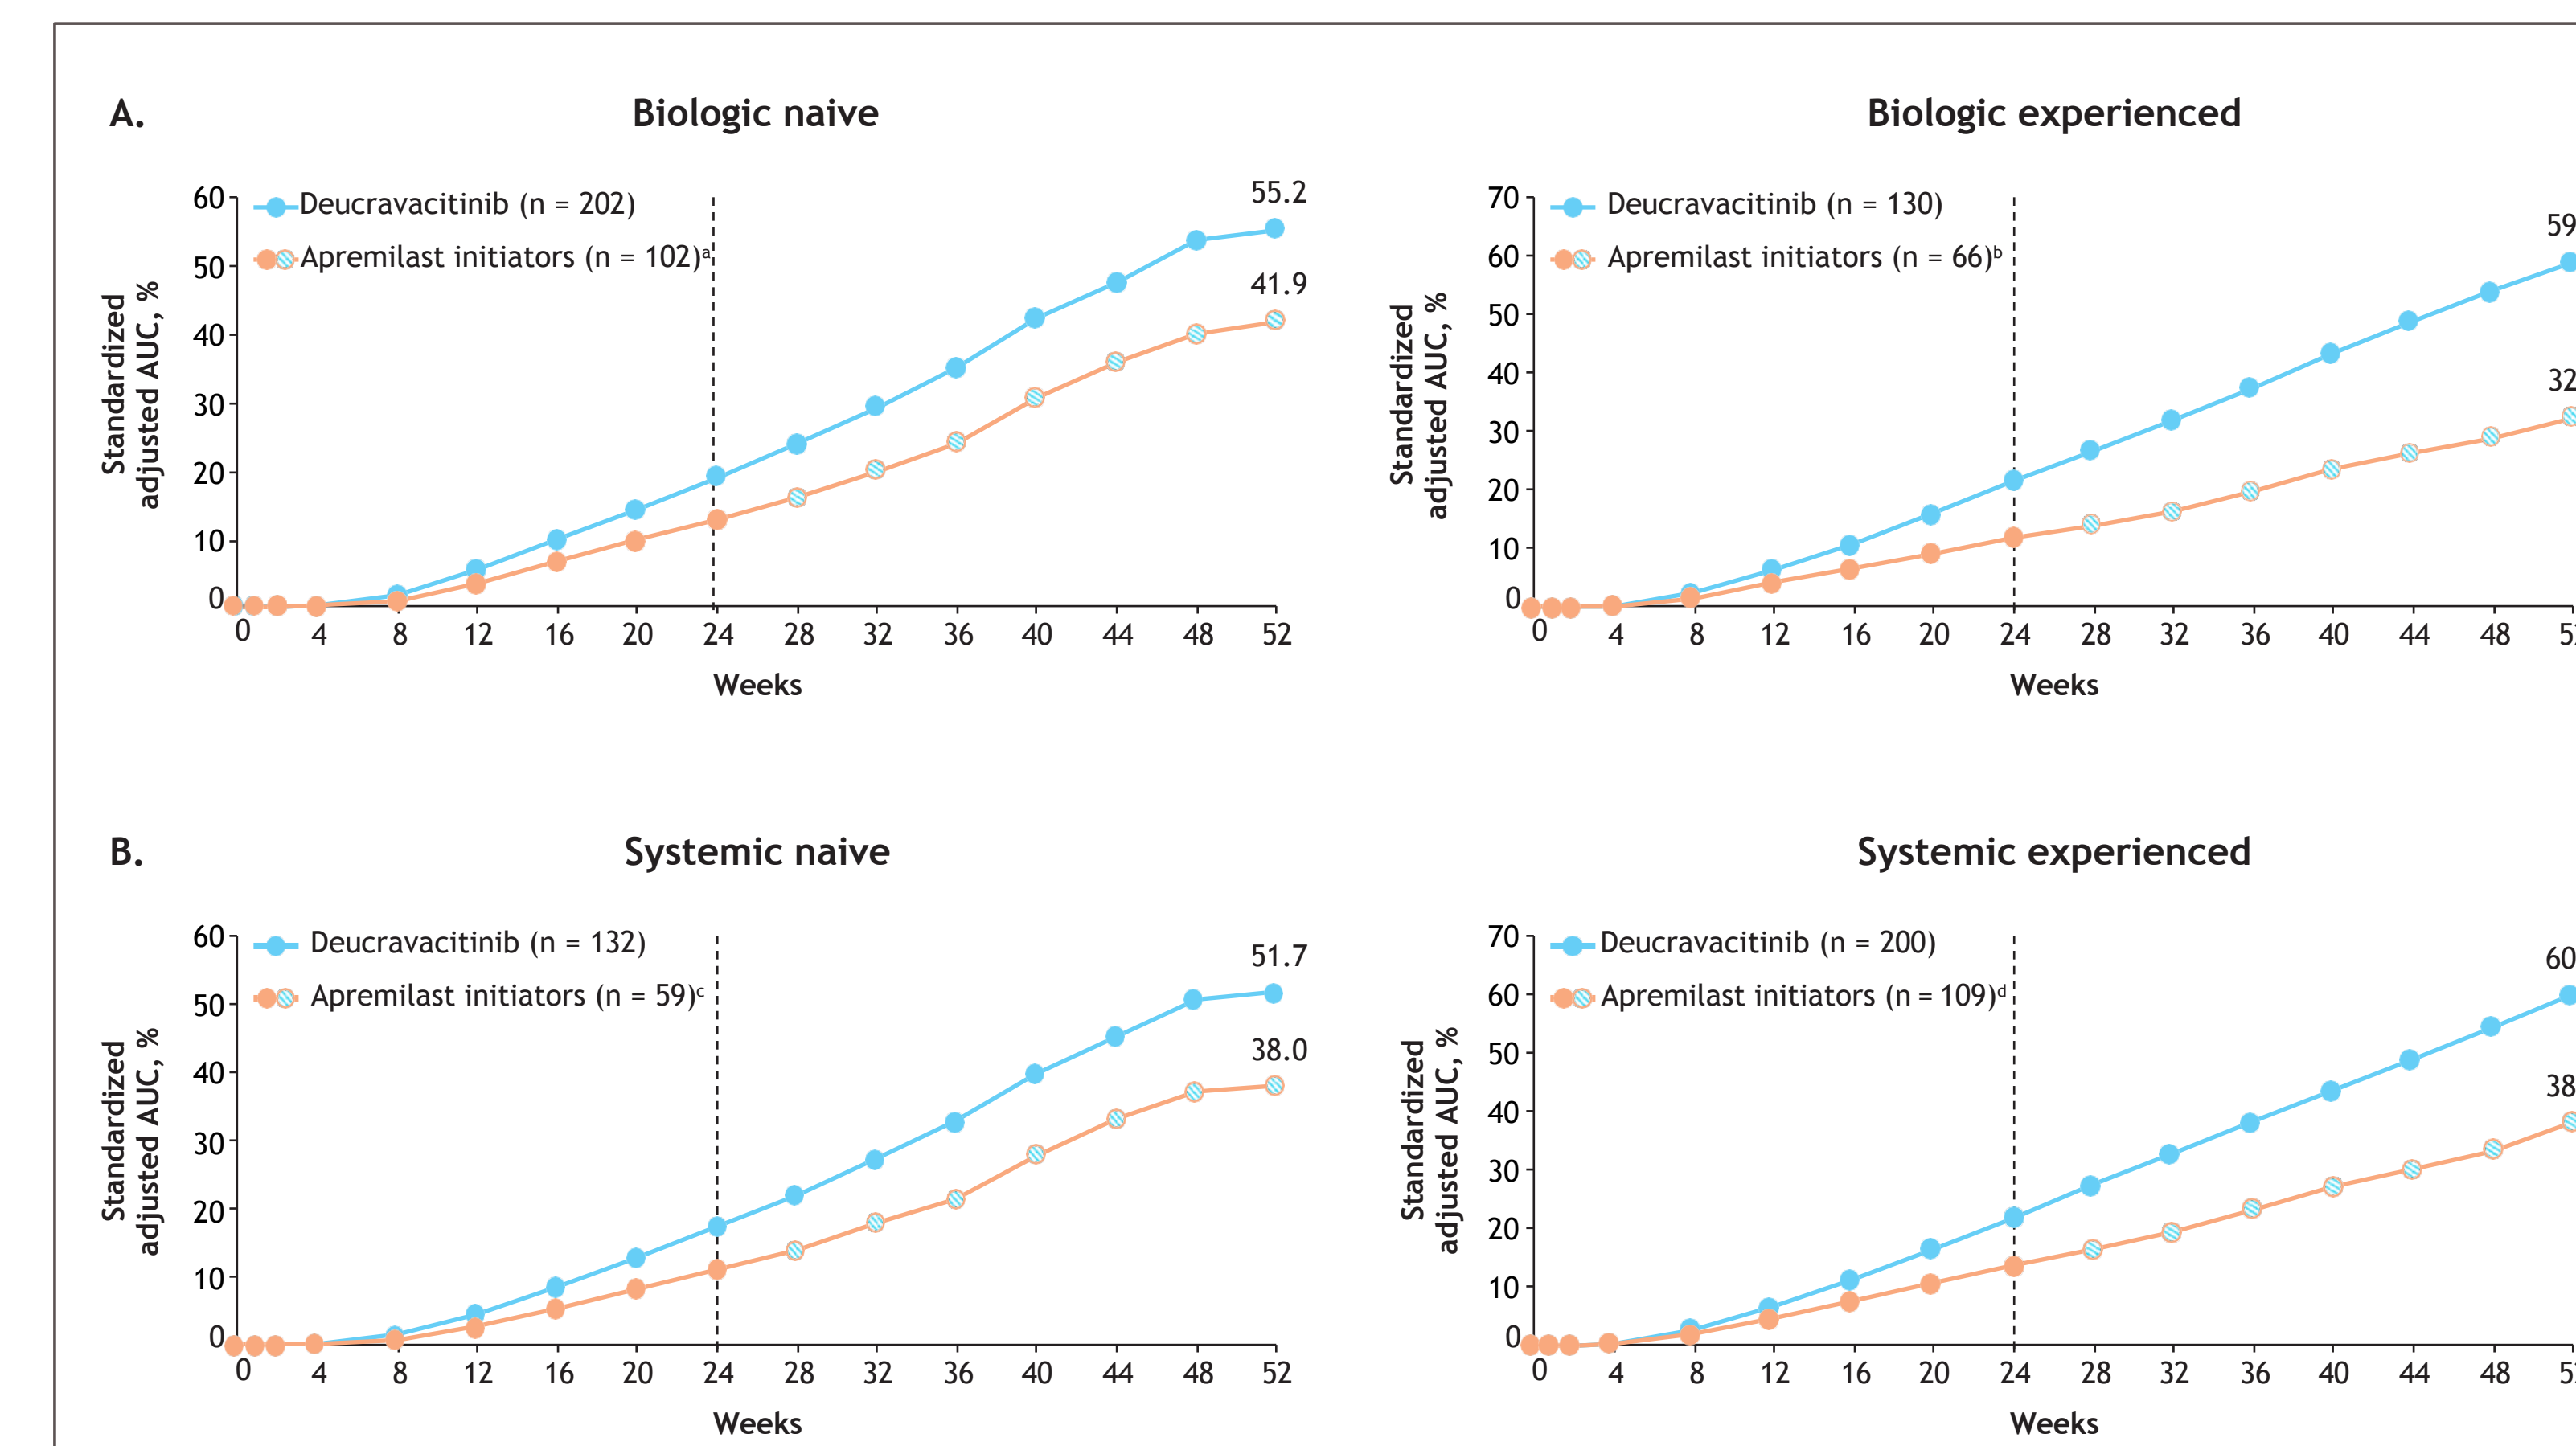 A.
Biologic naive
Deucravacitinib (n = 202)
Apremilast initiators (n = 102)ᵃ
55.2
41.9
Standardized
adjusted AUC, %
60
50
40
30
20
10
0
0 4 8 12 16 20 24 28 32 36 40 44 48 52
Weeks
Biologic experienced
Deucravacitinib (n = 130)
Apremilast initiators (n = 66)ᵇ
59
32
Standardized
adjusted AUC, %
70
60
50
40
30
20
10
0
0 4 8 12 16 20 24 28 32 36 40 44 48
Weeks
B.
Systemic naive
Deucravacitinib (n = 132)
Apremilast initiators (n = 59)ᶜ
51.7
38.0
Standardized
adjusted AUC, %
60
50
40
30
20
10
0
0 4 8 12 16 20 24 28 32 36 40 44 48 52
Weeks
Systemic experienced
Deucravacitinib (n = 200)
Apremilast initiators (n = 109)ᵈ
60
38
Standardized
adjusted AUC, %
70
60
50
40
30
20
10
0
0 4 8 12 16 20 24 28 32 36 40 44 48
Weeks